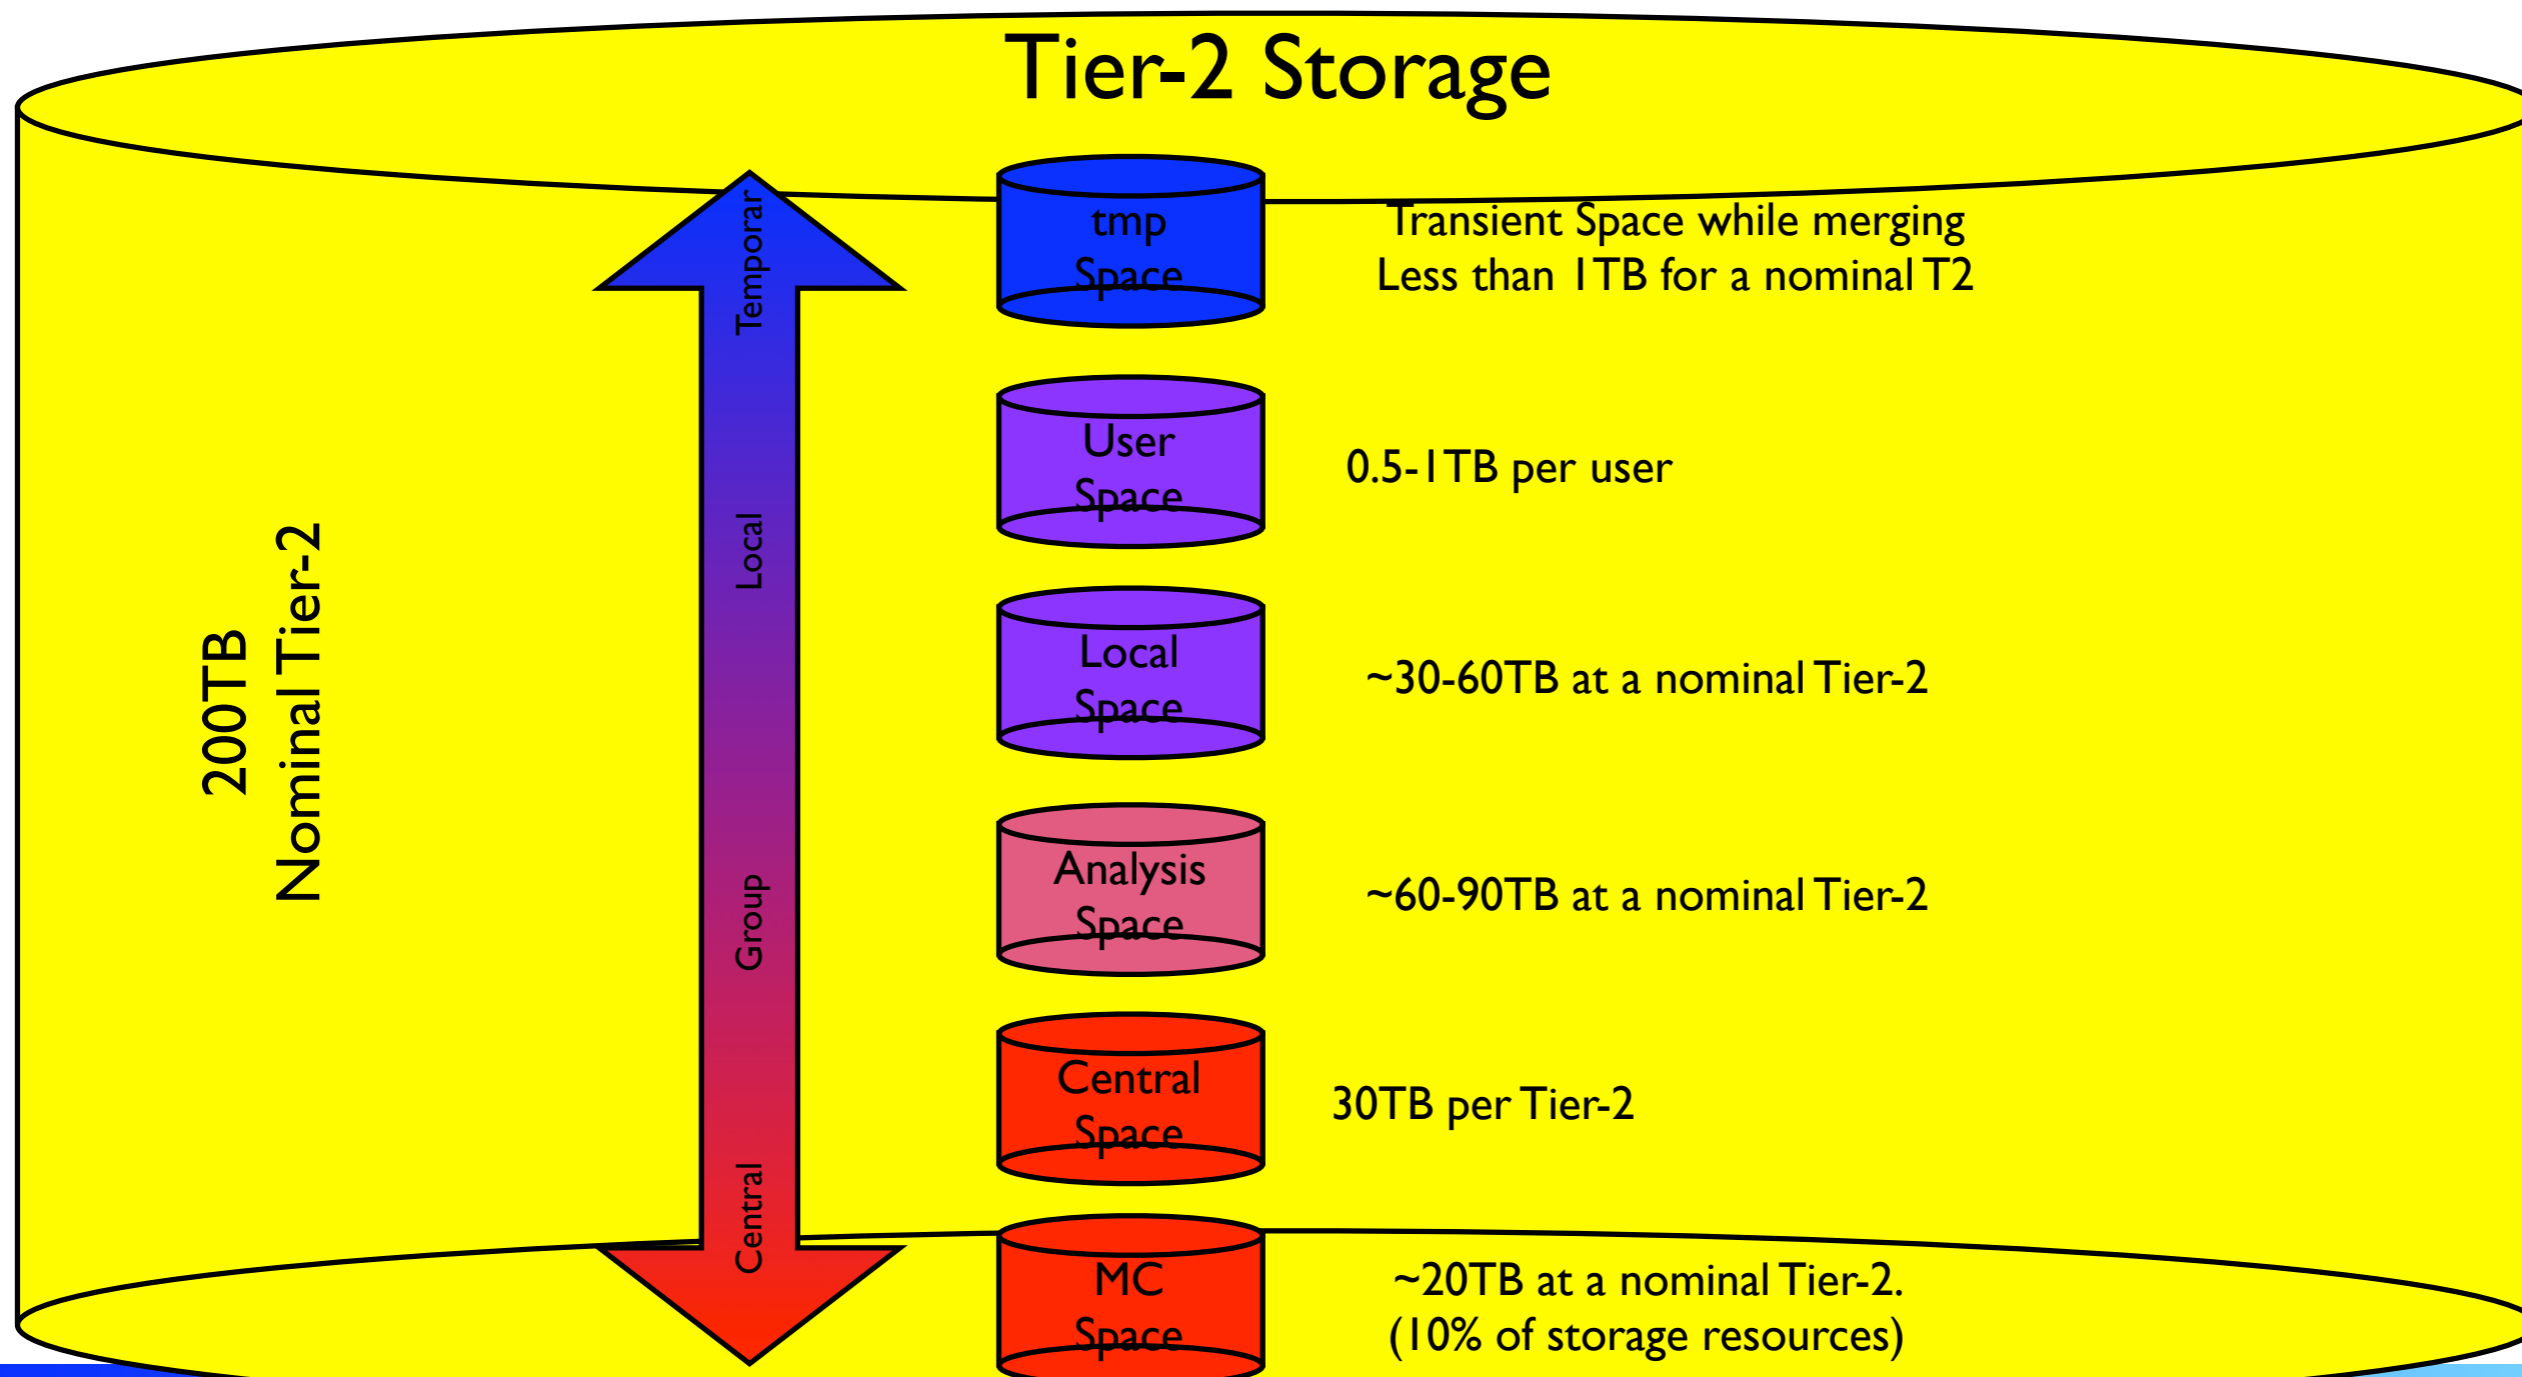 Tier-2 Storage
200TB
Nominal Tier-2
Temporar
Local
Group
Central
tmp
Space
Transient Space while merging
Less than 1TB for a nominal T2
User
Space
0.5-1TB per user
Local
Space
~30-60TB at a nominal Tier-2
Analysis
Space
~60-90TB at a nominal Tier-2
Central
Space
30TB per Tier-2
MC
Space
~20TB at a nominal Tier-2.
(10% of storage resources)